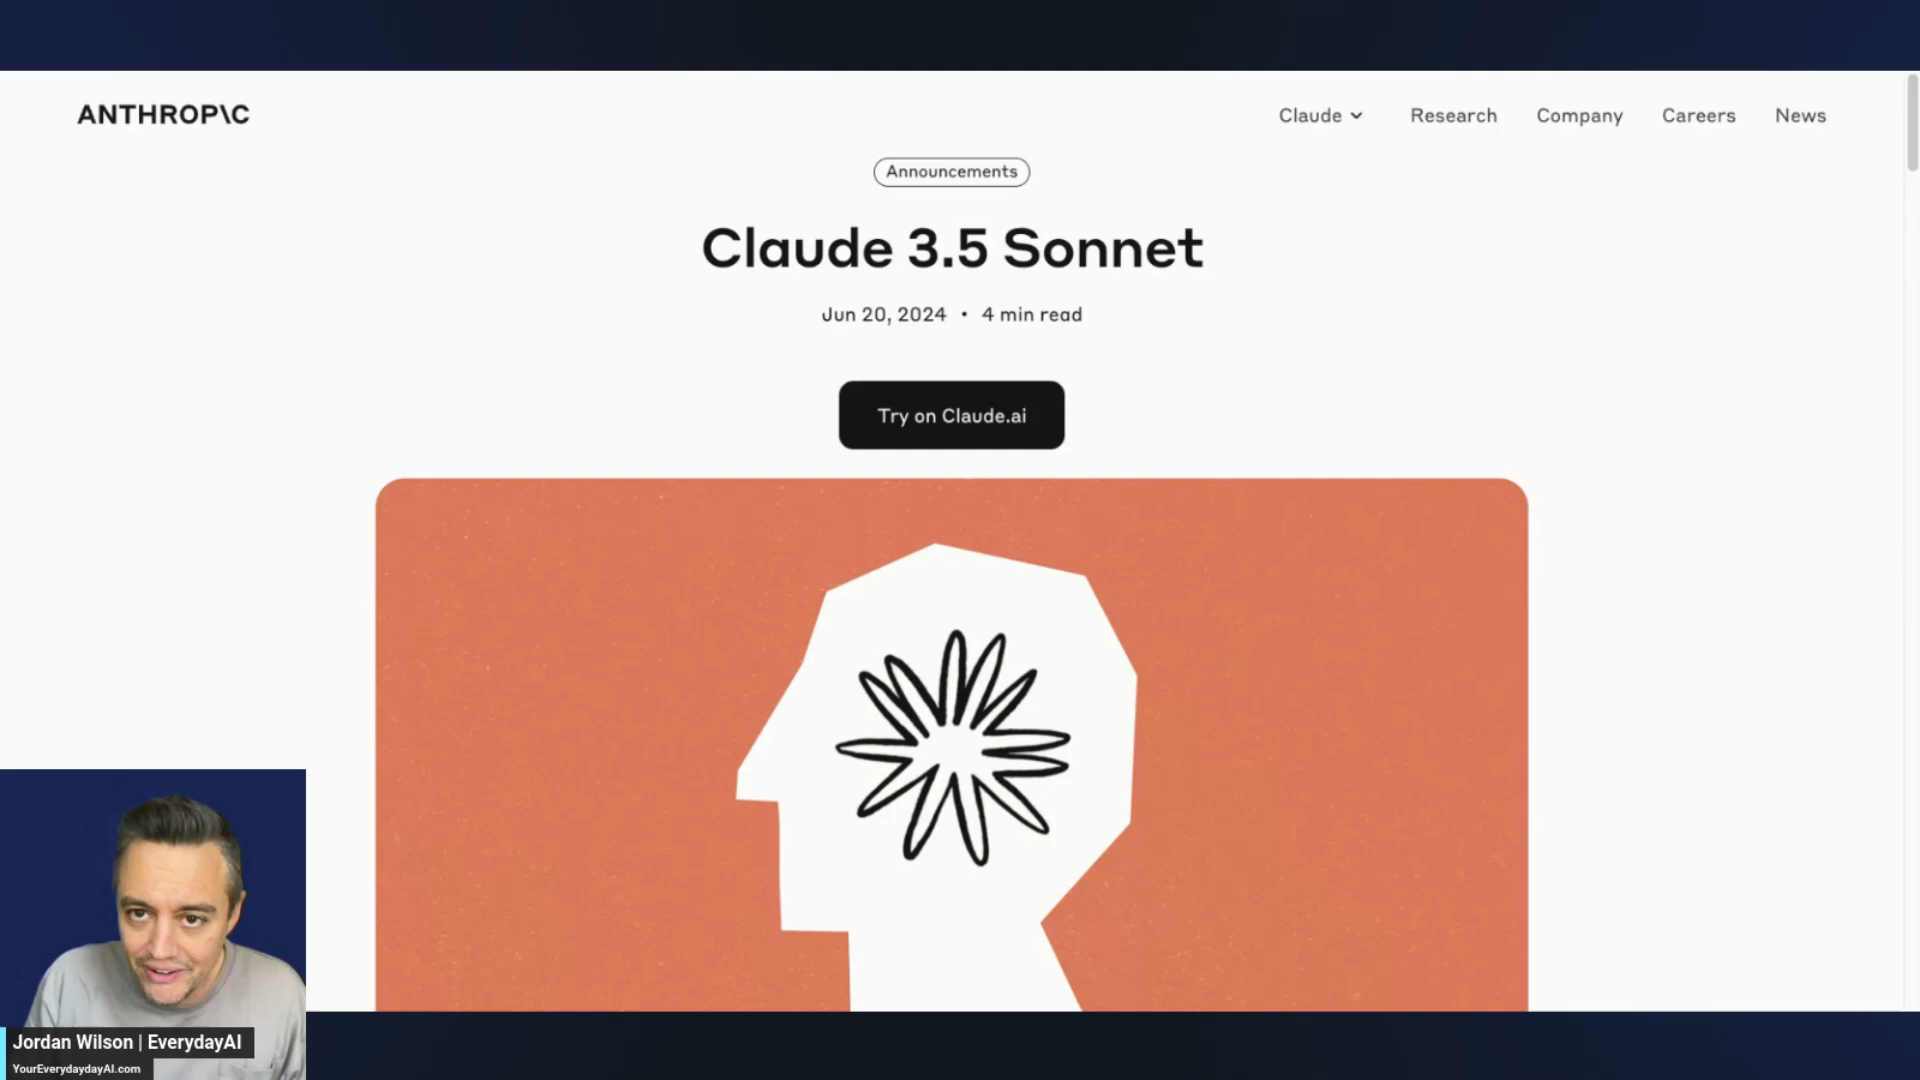 ANTHROP\C
Claude Research Company Careers News
Announcements
Claude 3.5 Sonnet
Jun 20, 2024 • 4 min read
Try on Claude.ai
Jordan Wilson | EverydayAI
YourEverydaydayAI.com